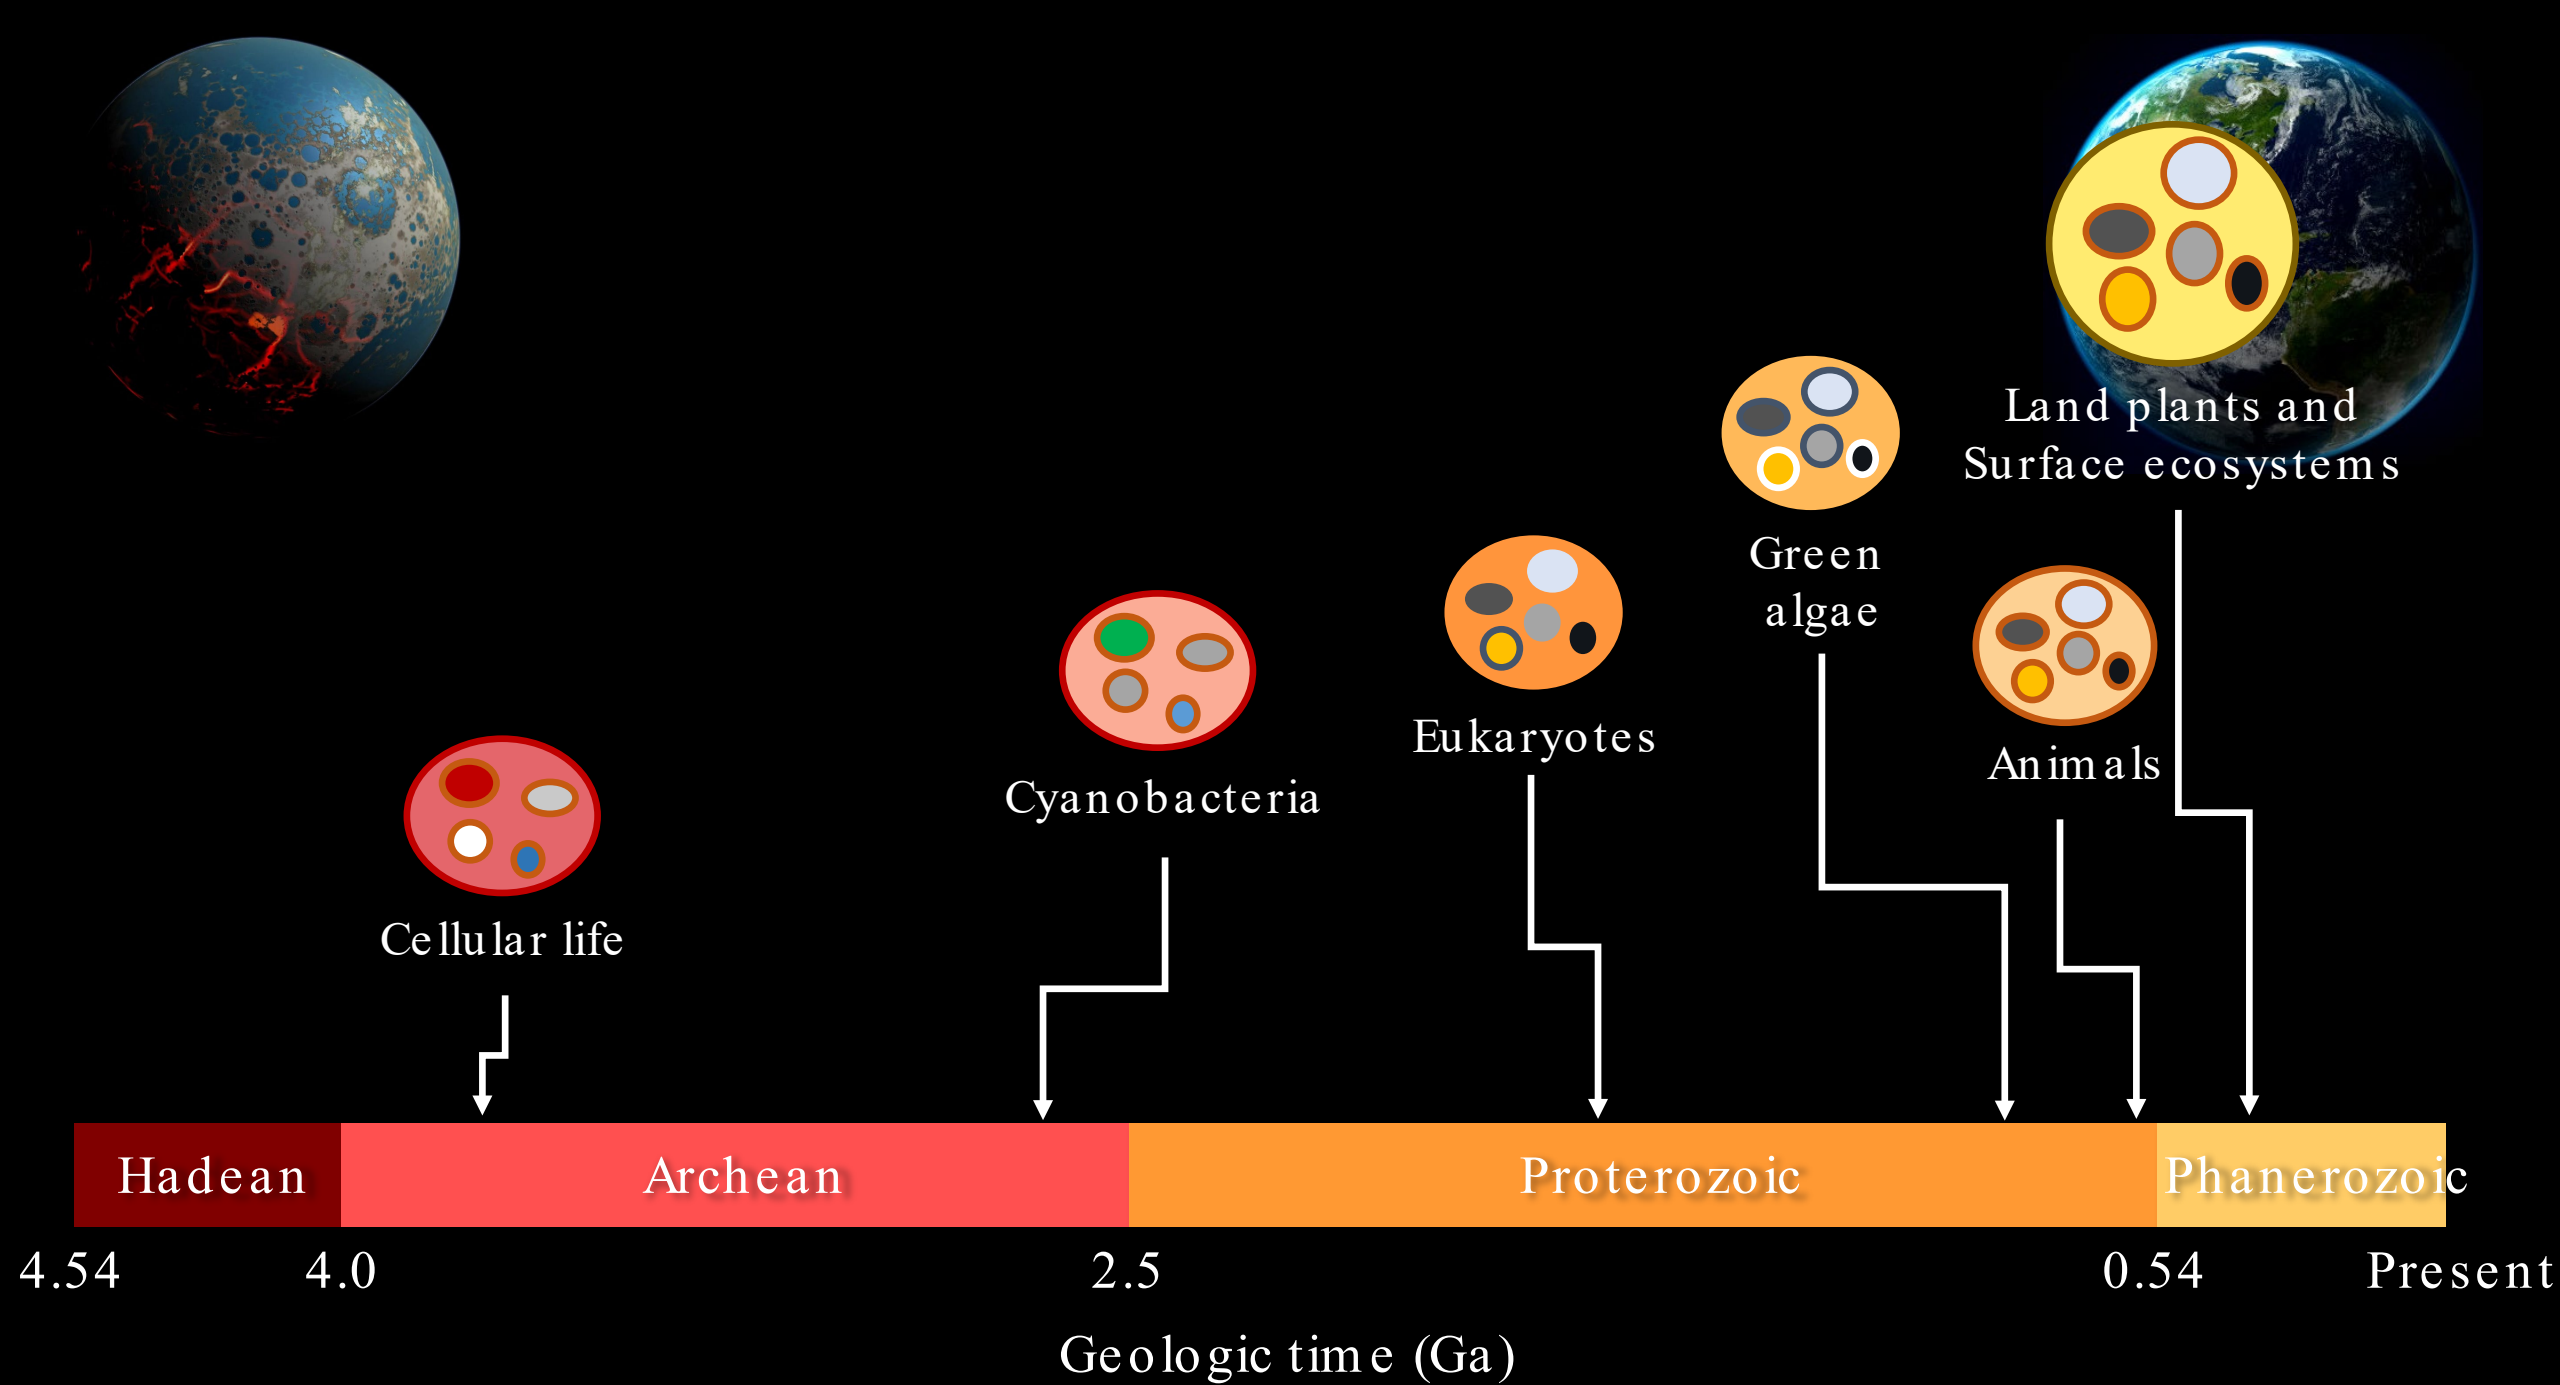 Land plants and
Surface ecosystems
Green
algae
Eukaryotes
Animals
Cyanobacteria
Cellular life
Hadean Archean Proterozoic Phanerozoic
4.54 4.0 2.5 0.54 Present
Geologic time (Ga)